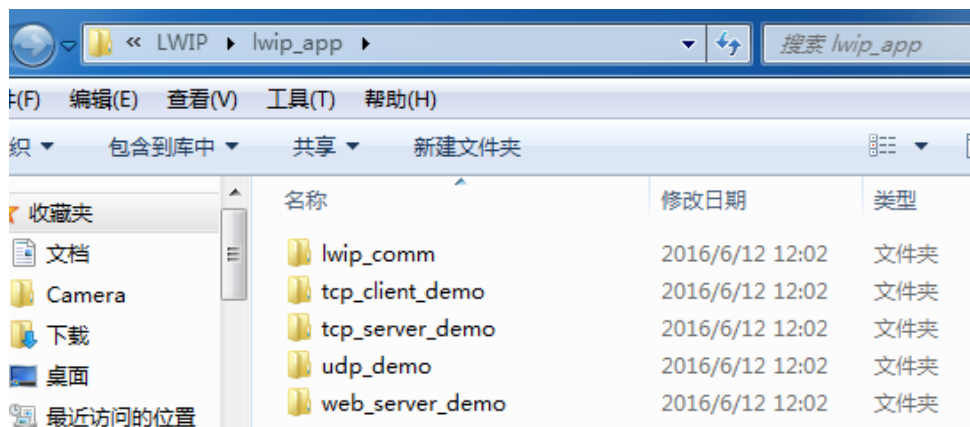 « LWIP ▸ lwip_app ▸ 搜索 lwip_app
(F) 编辑(E) 查看(V) 工具(T) 帮助(H)
织 ▼ 包含到库中 ▼ 共享 ▼ 新建文件夹
名称 修改日期 类型
收藏夹
文档
Camera
下载
桌面
最近访问的位置
lwip_comm 2016/6/12 12:02 文件夹
tcp_client_demo 2016/6/12 12:02 文件夹
tcp_server_demo 2016/6/12 12:02 文件夹
udp_demo 2016/6/12 12:02 文件夹
web_server_demo 2016/6/12 12:02 文件夹